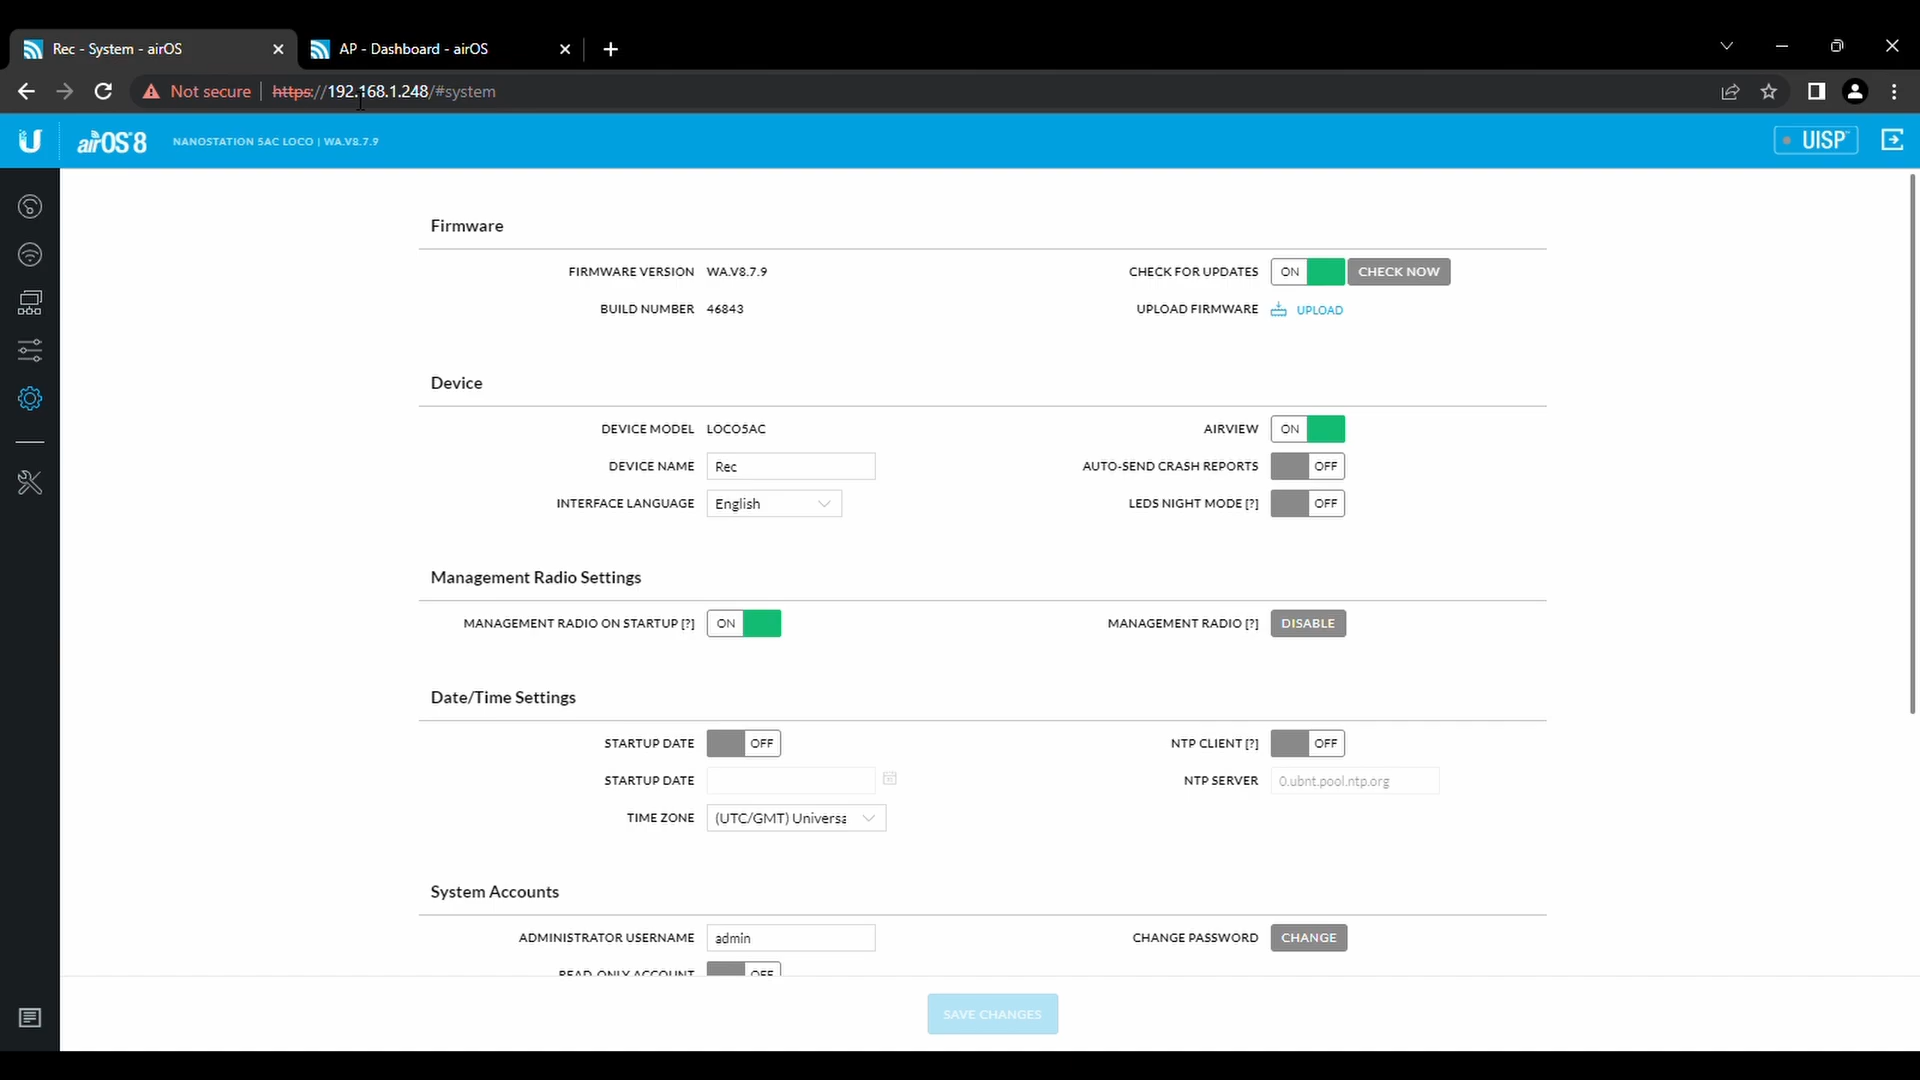 Rec - System - airOS
AP - Dashboard - airOS
Not secure
https://192.168.1.248/#system
airOS 8
NANOSTATION 5AC LOCO | WA.V8.7.9
UISP
Firmware
FIRMWARE VERSION WA.V8.7.9
CHECK FOR UPDATES ON CHECK NOW
BUILD NUMBER 46843
UPLOAD FIRMWARE UPLOAD
Device
DEVICE MODEL LOCO5AC
AIRVIEW ON
DEVICE NAME Rec
AUTO-SEND CRASH REPORTS OFF
INTERFACE LANGUAGE English
LEDS NIGHT MODE [?] OFF
Management Radio Settings
MANAGEMENT RADIO ON STARTUP [?] ON
MANAGEMENT RADIO [?] DISABLE
Date/Time Settings
STARTUP DATE OFF
NTP CLIENT [?] OFF
STARTUP DATE
NTP SERVER 0.ubnt.pool.ntp.org
TIME ZONE (UTC/GMT) Universa
System Accounts
ADMINISTRATOR USERNAME admin
CHANGE PASSWORD CHANGE
READ-ONLY ACCOUNT OFF
SAVE CHANGES